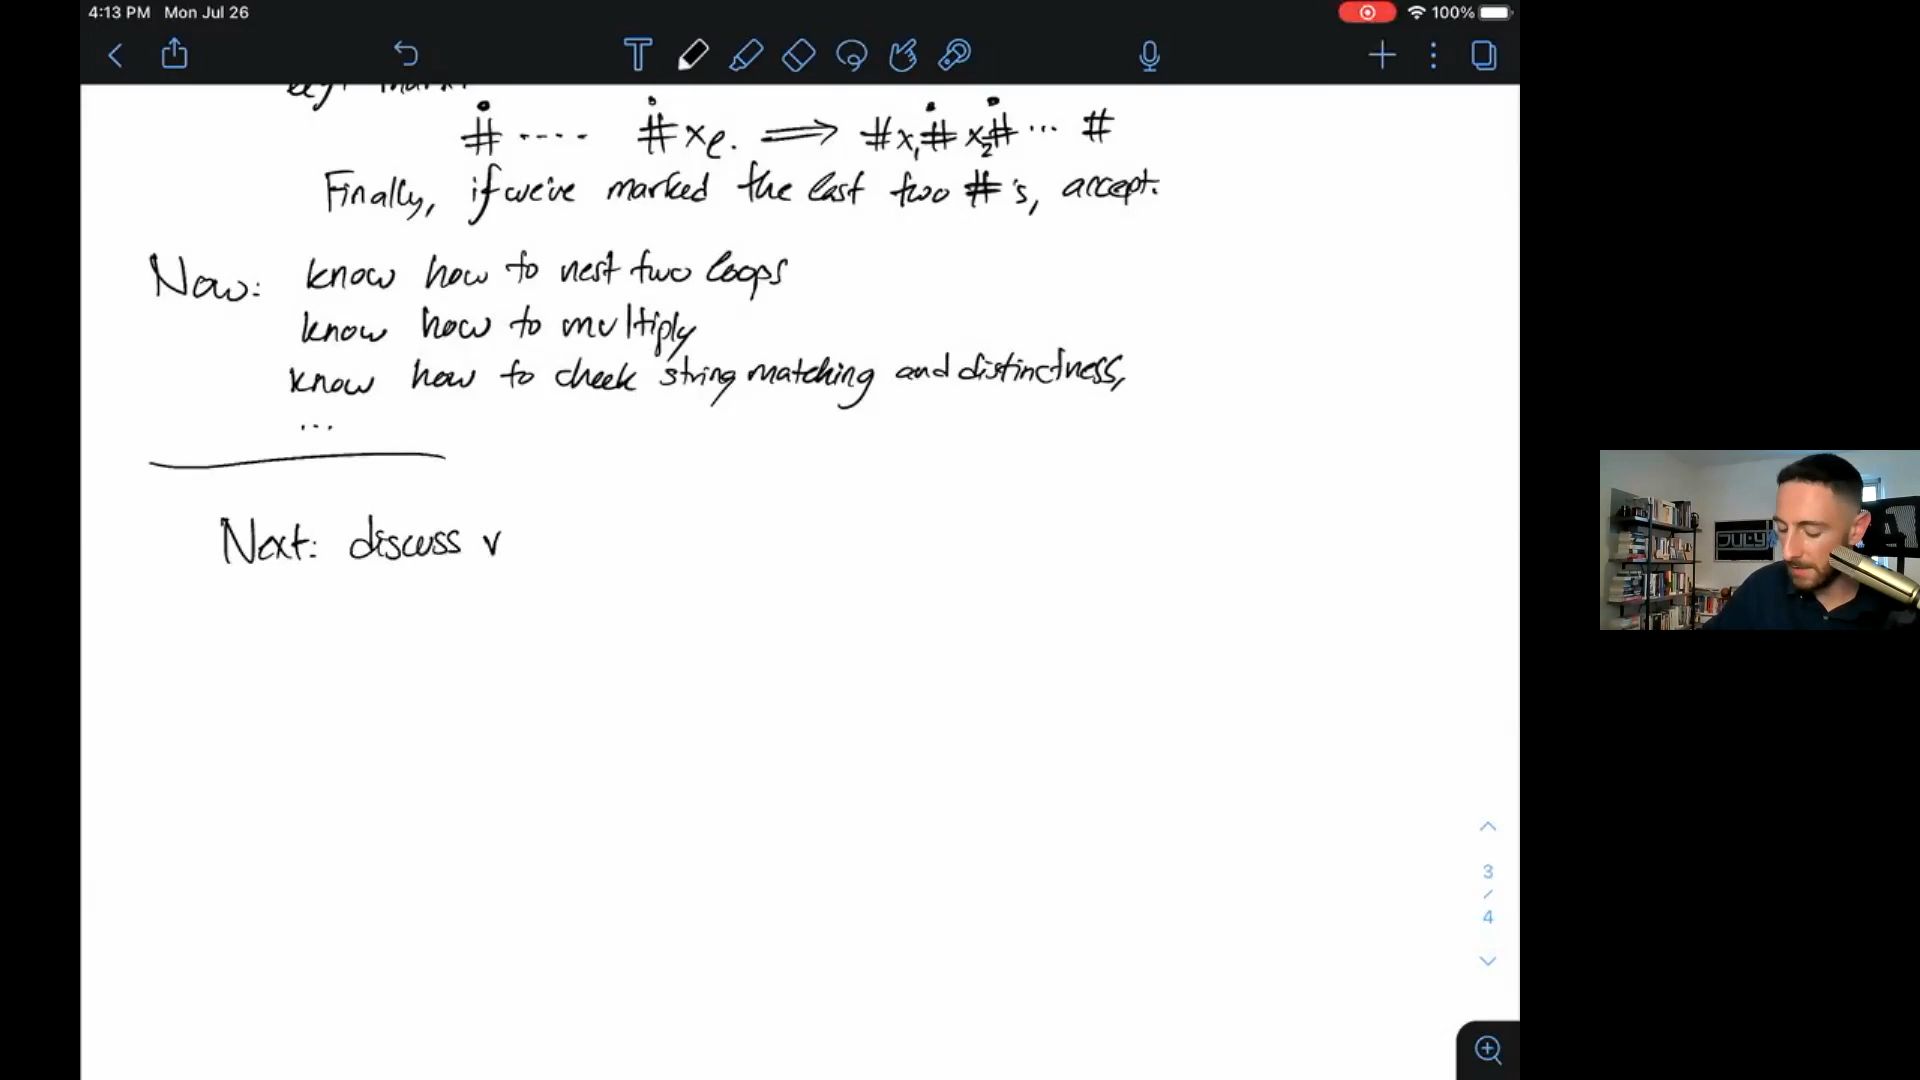 4:13 PM Mon Jul 26
100%
# ---- # xℓ. ⟹ #x₁# x₂# ... #
Finally, if we've marked the last two #'s, accept.
Now: know how to nest two loops
know how to multiply
know how to check string matching and distinctness,
...
Next: discuss v
JULY
3
/
4